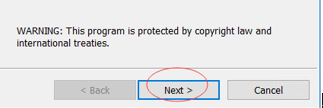 WARNING: This program is protected by copyright law and
international treaties.
< Back
Next >
Cancel